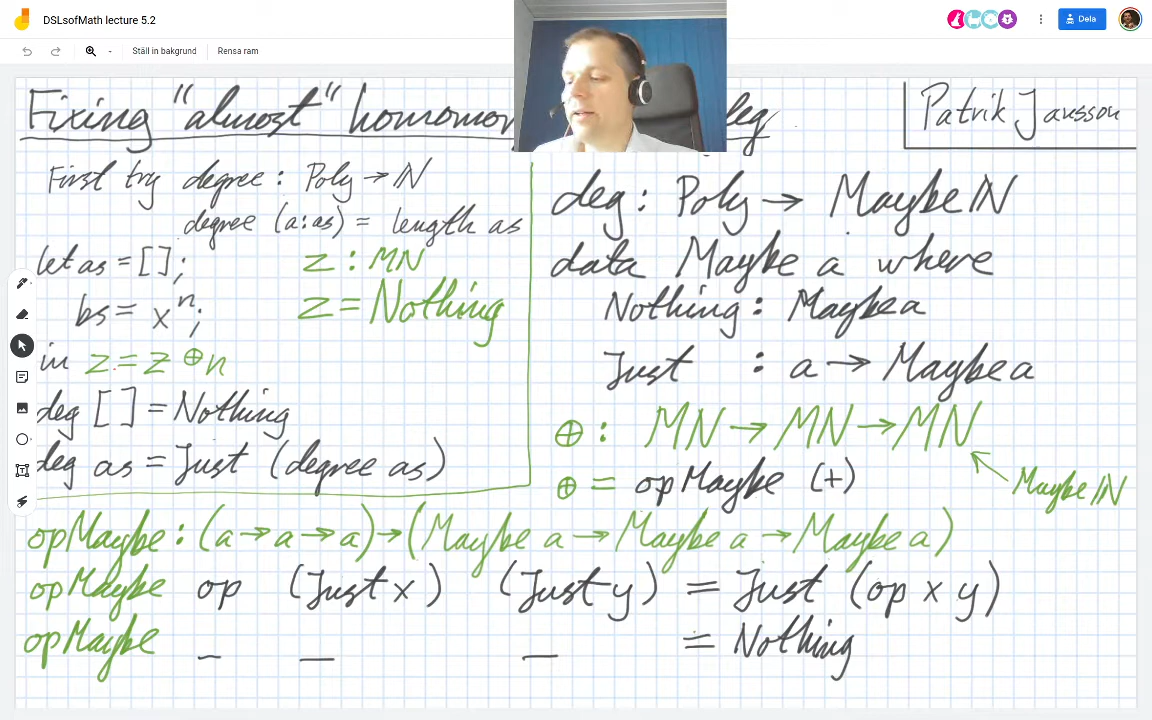 DSLsofMath lecture 5.2
Dela
Ställ in bakgrund
Rensa ram
Fixing "almost" homomor deg
Patrik Jansson
First try degree : Poly → ℕ
degree (a:as) = length as
let as = [];
z : MN
bs = xⁿ;
z = Nothing
in z = z ⊕ n
deg [] = Nothing
deg as = Just (degree as)
deg : Poly → Maybe ℕ
data Maybe a where
Nothing : Maybe a
Just : a → Maybe a
⊕ : MN → MN → MN
⊕ = opMaybe (+)
Maybe ℕ
opMaybe : (a → a → a) → (Maybe a → Maybe a → Maybe a)
opMaybe op (Just x) (Just y) = Just (op x y)
opMaybe _ _ _ = Nothing